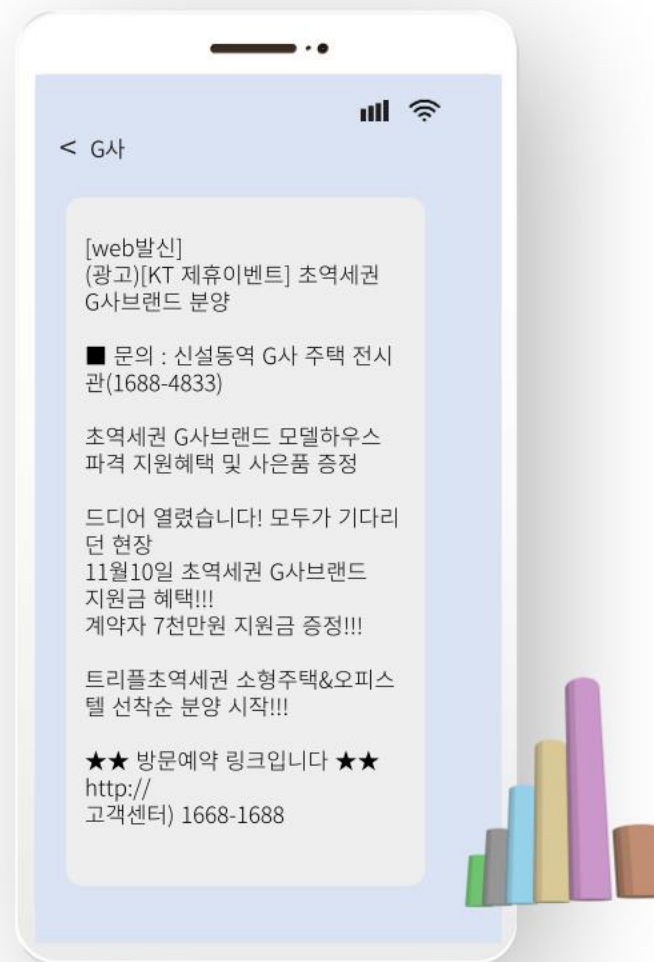 < G사
[web발신]
(광고)[KT 제휴이벤트] 초역세권
G사브랜드 분양
■ 문의 : 신설동역 G사 주택 전시
관(1688-4833)
초역세권 G사브랜드 모델하우스
파격 지원혜택 및 사은품 증정
드디어 열렸습니다! 모두가 기다리
던 현장
11월10일 초역세권 G사브랜드
지원금 혜택!!!
계약자 7천만원 지원금 증정!!!
트리플초역세권 소형주택&오피스
텔 선착순 분양 시작!!!
★★ 방문예약 링크입니다 ★★
http://
고객센터) 1668-1688